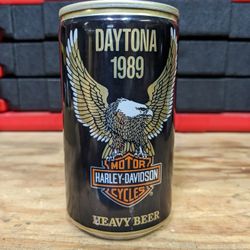 DAYTONA
1989
MOTOR
HARLEY-DAVIDSON
CYCLES
HEAVY BEER